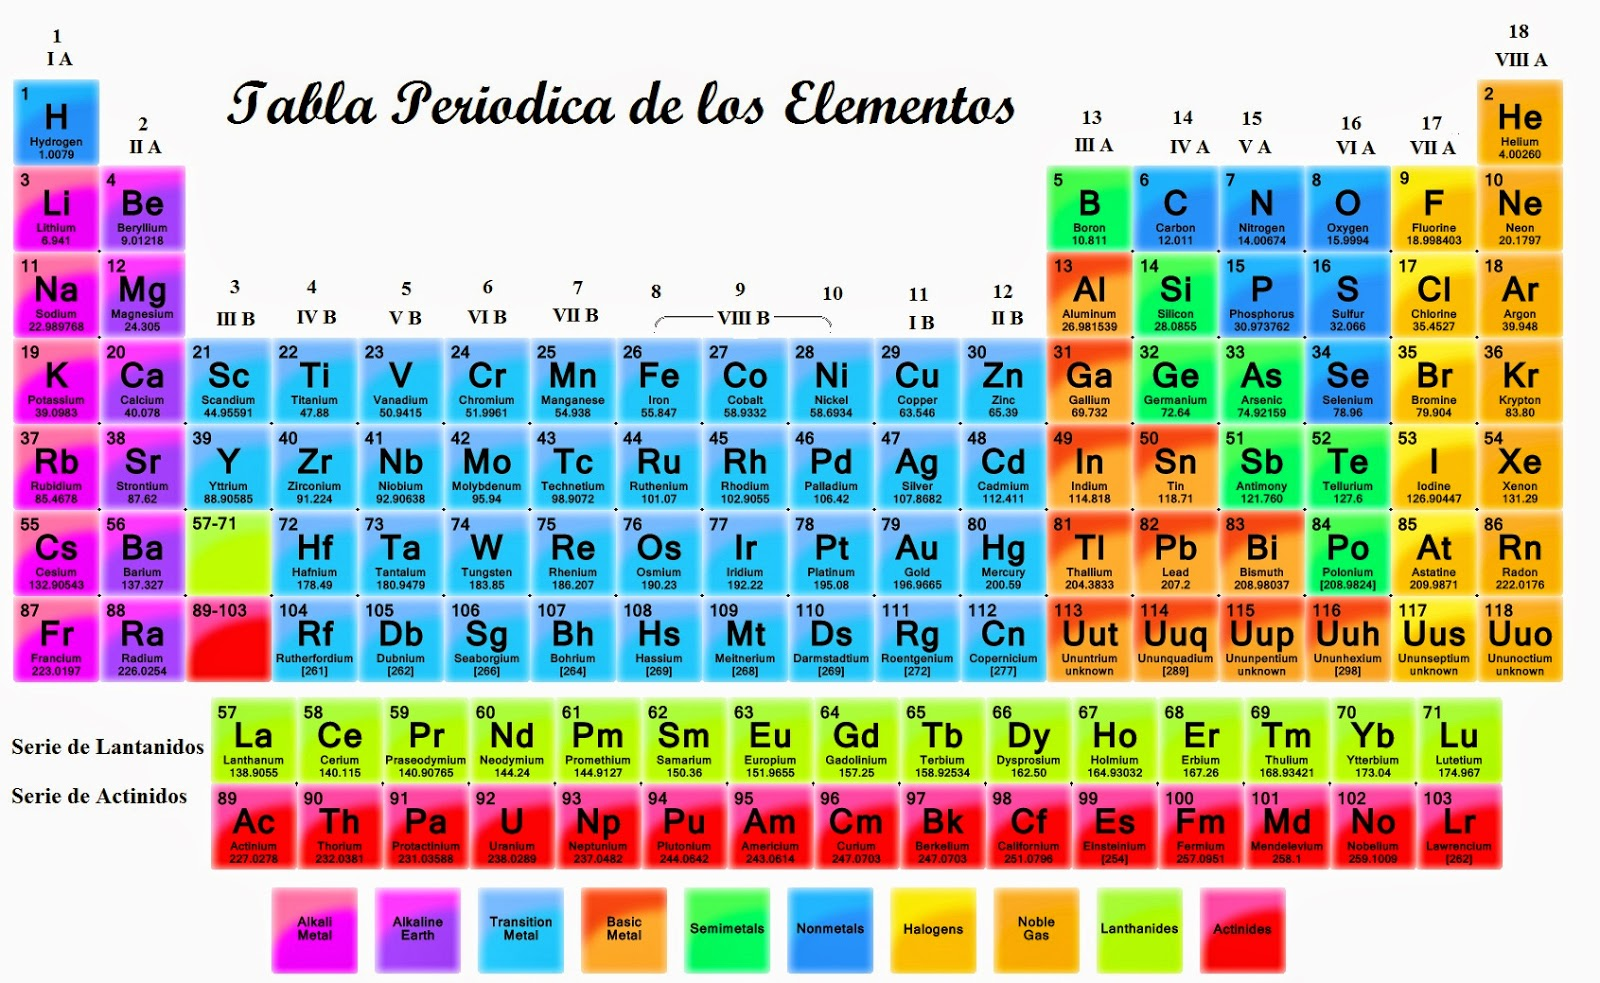 1
I A
18
VIII A
Tabla Periodica de los Elementos
2
II A
13
III A
14
IV A
15
V A
16
VI A
17
VII A
3
III B
4
IV B
5
V B
6
VI B
7
VII B
8
9
10
VIII B
11
I B
12
II B
1
H
Hydrogen
1.0079
2
He
Helium
4.00260
3
Li
Lithium
6.941
4
Be
Beryllium
9.01218
5
B
Boron
10.811
6
C
Carbon
12.011
7
N
Nitrogen
14.00674
8
O
Oxygen
15.9994
9
F
Fluorine
18.998403
10
Ne
Neon
20.1797
11
Na
Sodium
22.989768
12
Mg
Magnesium
24.305
13
Al
Aluminum
26.981539
14
Si
Silicon
28.0855
15
P
Phosphorus
30.973762
16
S
Sulfur
32.066
17
Cl
Chlorine
35.4527
18
Ar
Argon
39.948
19
K
Potassium
39.0983
20
Ca
Calcium
40.078
21
Sc
Scandium
44.95591
22
Ti
Titanium
47.88
23
V
Vanadium
50.9415
24
Cr
Chromium
51.9961
25
Mn
Manganese
54.938
26
Fe
Iron
55.847
27
Co
Cobalt
58.9332
28
Ni
Nickel
58.6934
29
Cu
Copper
63.546
30
Zn
Zinc
65.39
31
Ga
Gallium
69.732
32
Ge
Germanium
72.64
33
As
Arsenic
74.92159
34
Se
Selenium
78.96
35
Br
Bromine
79.904
36
Kr
Krypton
83.80
37
Rb
Rubidium
85.4678
38
Sr
Strontium
87.62
39
Y
Yttrium
88.90585
40
Zr
Zirconium
91.224
41
Nb
Niobium
92.90638
42
Mo
Molybdenum
95.94
43
Tc
Technetium
98.9072
44
Ru
Ruthenium
101.07
45
Rh
Rhodium
102.9055
46
Pd
Palladium
106.42
47
Ag
Silver
107.8682
48
Cd
Cadmium
112.411
49
In
Indium
114.818
50
Sn
Tin
118.71
51
Sb
Antimony
121.760
52
Te
Tellurium
127.6
53
I
Iodine
126.90447
54
Xe
Xenon
131.29
55
Cs
Cesium
132.90543
56
Ba
Barium
137.327
57-71
72
Hf
Hafnium
178.49
73
Ta
Tantalum
180.9479
74
W
Tungsten
183.85
75
Re
Rhenium
186.207
76
Os
Osmium
190.23
77
Ir
Iridium
192.22
78
Pt
Platinum
195.08
79
Au
Gold
196.9665
80
Hg
Mercury
200.59
81
Tl
Thallium
204.3833
82
Pb
Lead
207.2
83
Bi
Bismuth
208.98037
84
Po
Polonium
[208.9824]
85
At
Astatine
209.9871
86
Rn
Radon
222.0176
87
Fr
Francium
223.0197
88
Ra
Radium
226.0254
89-103
104
Rf
Rutherfordium
[261]
105
Db
Dubnium
[262]
106
Sg
Seaborgium
[266]
107
Bh
Bohrium
[264]
108
Hs
Hassium
[269]
109
Mt
Meitnerium
[268]
110
Ds
Darmstadtium
[269]
111
Rg
Roentgenium
[272]
112
Cn
Copernicium
[277]
113
Uut
Ununtrium
unknown
114
Uuq
Ununquadium
[289]
115
Uup
Ununpentium
unknown
116
Uuh
Ununhexium
[298]
117
Uus
Ununseptium
unknown
118
Uuo
Ununoctium
unknown
Serie de Lantanidos
57
La
Lanthanum
138.9055
58
Ce
Cerium
140.115
59
Pr
Praseodymium
140.90765
60
Nd
Neodymium
144.24
61
Pm
Promethium
144.9127
62
Sm
Samarium
150.36
63
Eu
Europium
151.9655
64
Gd
Gadolinium
157.25
65
Tb
Terbium
158.92534
66
Dy
Dysprosium
162.50
67
Ho
Holmium
164.93032
68
Er
Erbium
167.26
69
Tm
Thulium
168.93421
70
Yb
Ytterbium
173.04
71
Lu
Lutetium
174.967
Serie de Actinidos
89
Ac
Actinium
227.0278
90
Th
Thorium
232.0381
91
Pa
Protactinium
231.03588
92
U
Uranium
238.0289
93
Np
Neptunium
237.0482
94
Pu
Plutonium
244.0642
95
Am
Americium
243.0614
96
Cm
Curium
247.0703
97
Bk
Berkelium
247.0703
98
Cf
Californium
251.0796
99
Es
Einsteinium
[254]
100
Fm
Fermium
257.0951
101
Md
Mendelevium
258.1
102
No
Nobelium
259.1009
103
Lr
Lawrencium
[262]
Alkali
Metal
Alkaline
Earth
Transition
Metal
Basic
Metal
Semimetals
Nonmetals
Halogens
Noble
Gas
Lanthanides
Actinides